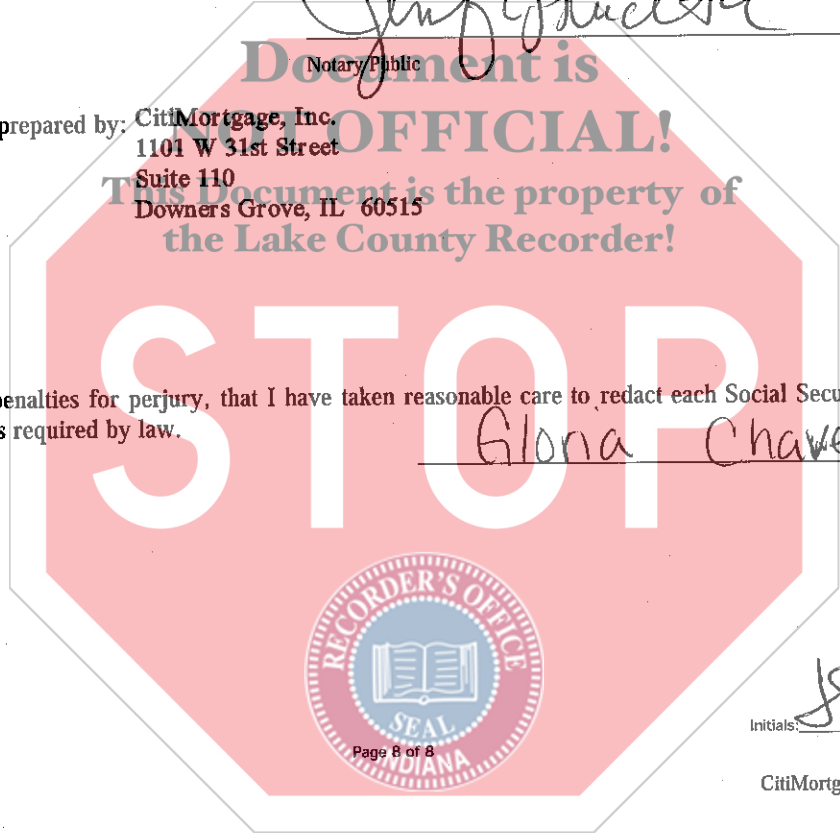 Notary Public
Document is
prepared by: CitiMortgage, Inc.
NOT OFFICIAL!
1101 W 31st Street
Suite 110
This Document is the property of
Downers Grove, IL 60515
the Lake County Recorder!
STOP
penalties for perjury, that I have taken reasonable care to redact each Social Secu
s required by law.
Gloria Chave
RECORDER'S OFFICE
SEAL
INDIANA
Initials:
Page 8 of 8
CitiMortg